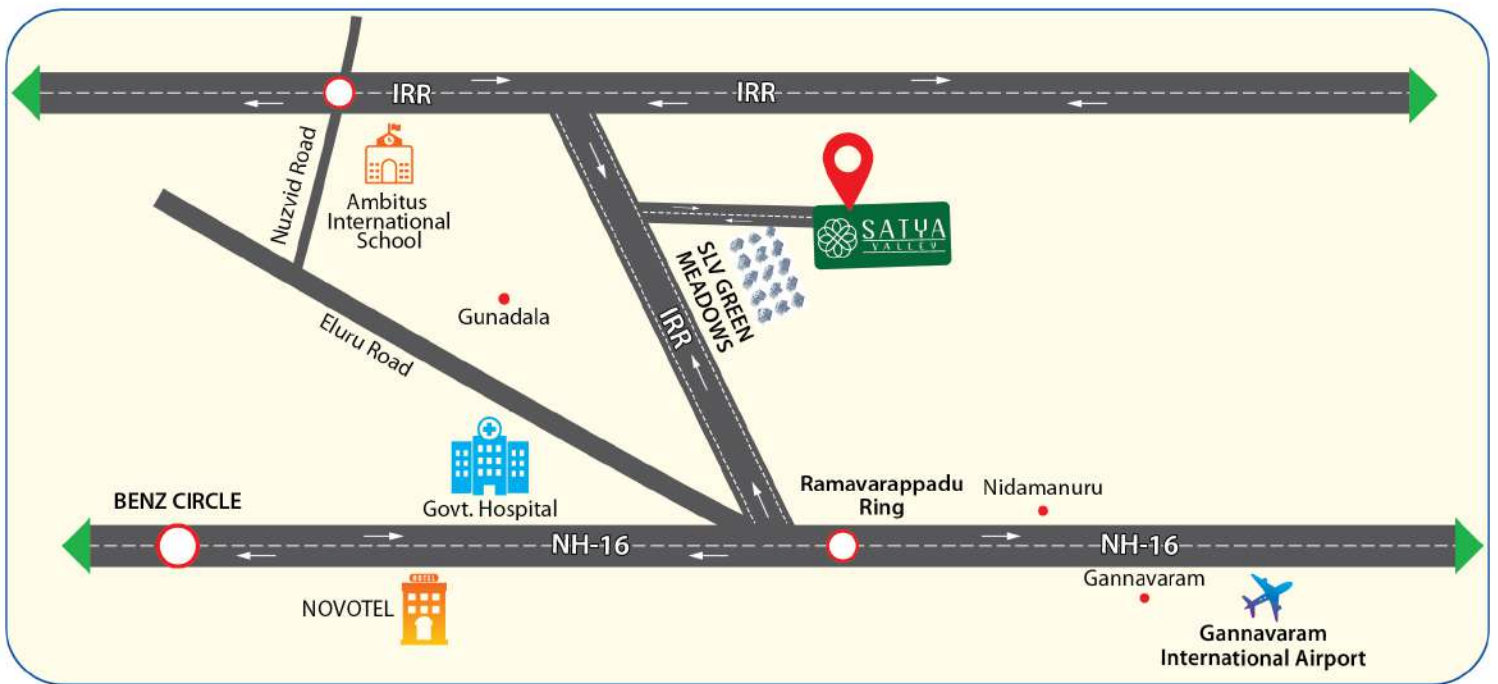 IRR
IRR
Nuzvid Road
Ambitus
International
School
SATYA
VALLEY
SLV GREEN
MEADOWS
Gunadala
IRR
Eluru Road
Ramavarappadu
Ring
Nidamanuru
BENZ CIRCLE
Govt. Hospital
NH-16
NH-16
Gannavaram
NOVOTEL
Gannavaram
International Airport